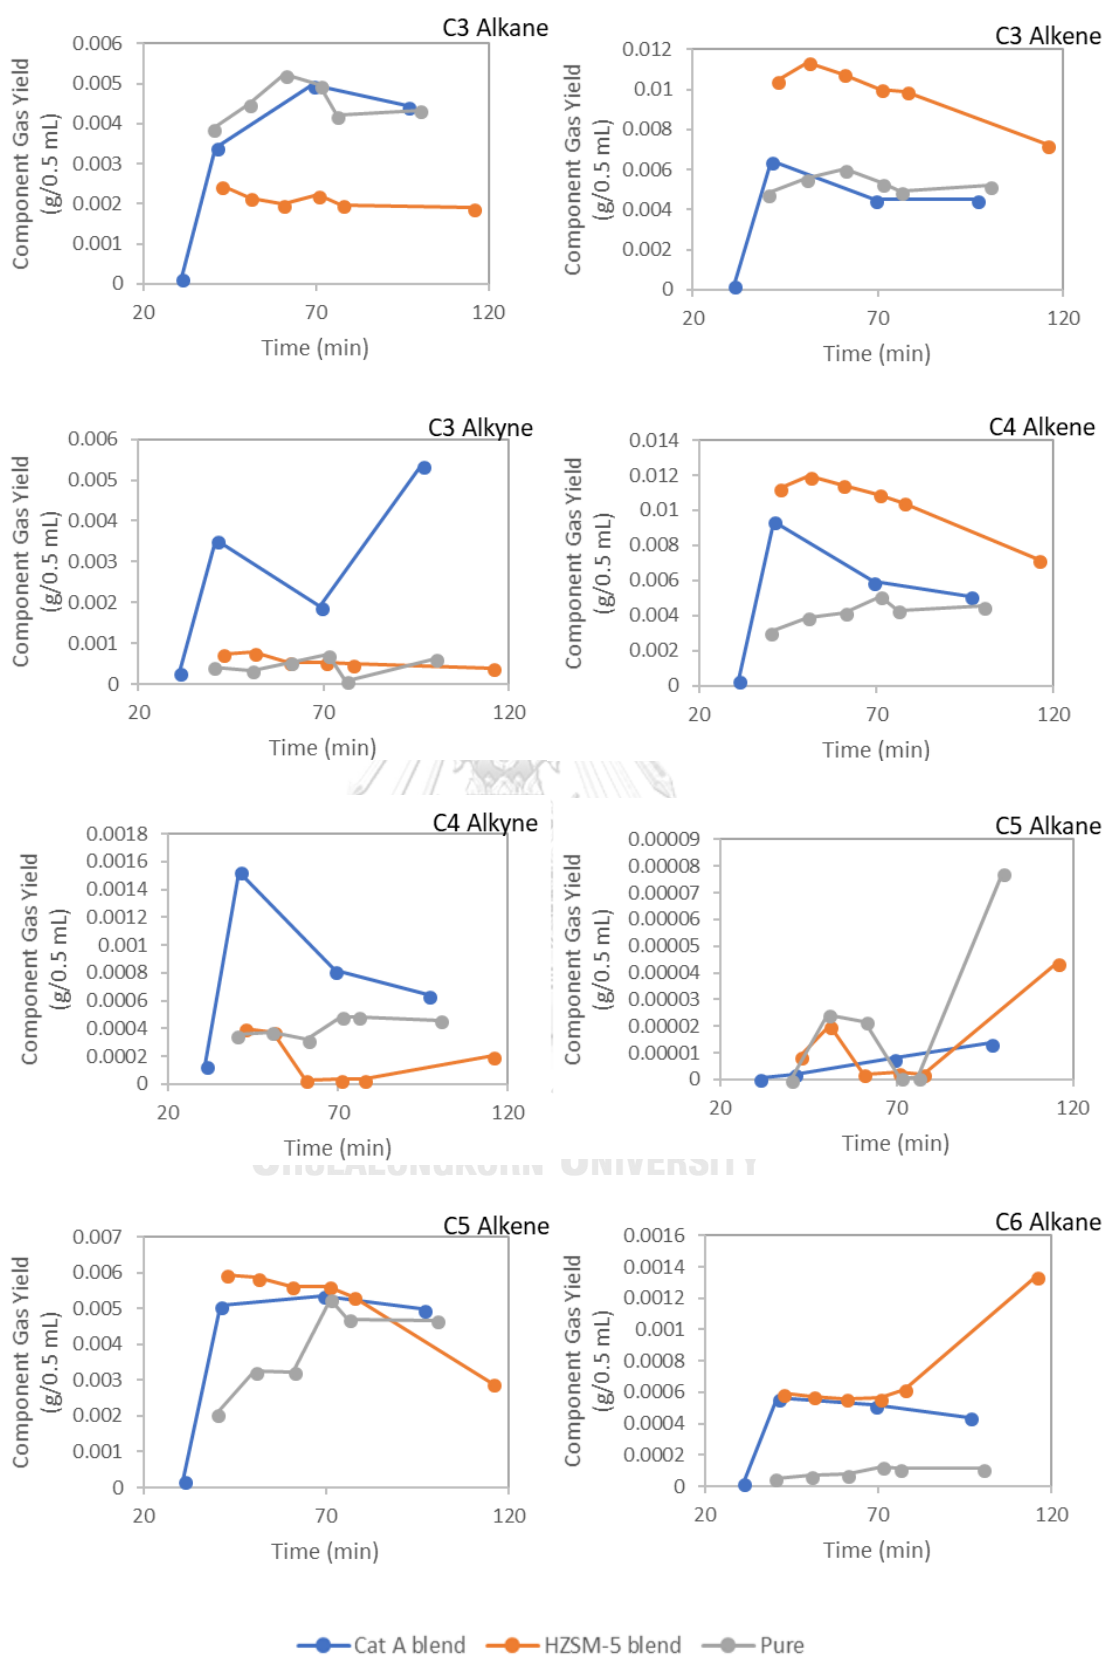 C3 Alkane
0.006
0.005
0.004
0.003
0.002
0.001
0
20 70 120
Time (min)
Component Gas Yield
(g/0.5 mL)
C3 Alkene
0.012
0.01
0.008
0.006
0.004
0.002
0
20 70 120
Time (min)
Component Gas Yield
(g/0.5 mL)
C3 Alkyne
0.006
0.005
0.004
0.003
0.002
0.001
0
20 70 120
Time (min)
Component Gas Yield
(g/0.5 mL)
C4 Alkene
0.014
0.012
0.01
0.008
0.006
0.004
0.002
0
20 70 120
Time (min)
Component Gas Yield
(g/0.5 mL)
C4 Alkyne
0.0018
0.0016
0.0014
0.0012
0.001
0.0008
0.0006
0.0004
0.0002
0
20 70 120
Time (min)
Component Gas Yield
(g/0.5 mL)
C5 Alkane
0.00009
0.00008
0.00007
0.00006
0.00005
0.00004
0.00003
0.00002
0.00001
0
20 70 120
Time (min)
Component Gas Yield
(g/0.5 mL)
CHULALONGKORN UNIVERSITY
C5 Alkene
0.007
0.006
0.005
0.004
0.003
0.002
0.001
0
20 70 120
Time (min)
Component Gas Yield
(g/0.5 mL)
C6 Alkane
0.0016
0.0014
0.0012
0.001
0.0008
0.0006
0.0004
0.0002
0
20 70 120
Time (min)
Component Gas Yield
(g/0.5 mL)
Cat A blend HZSM-5 blend Pure